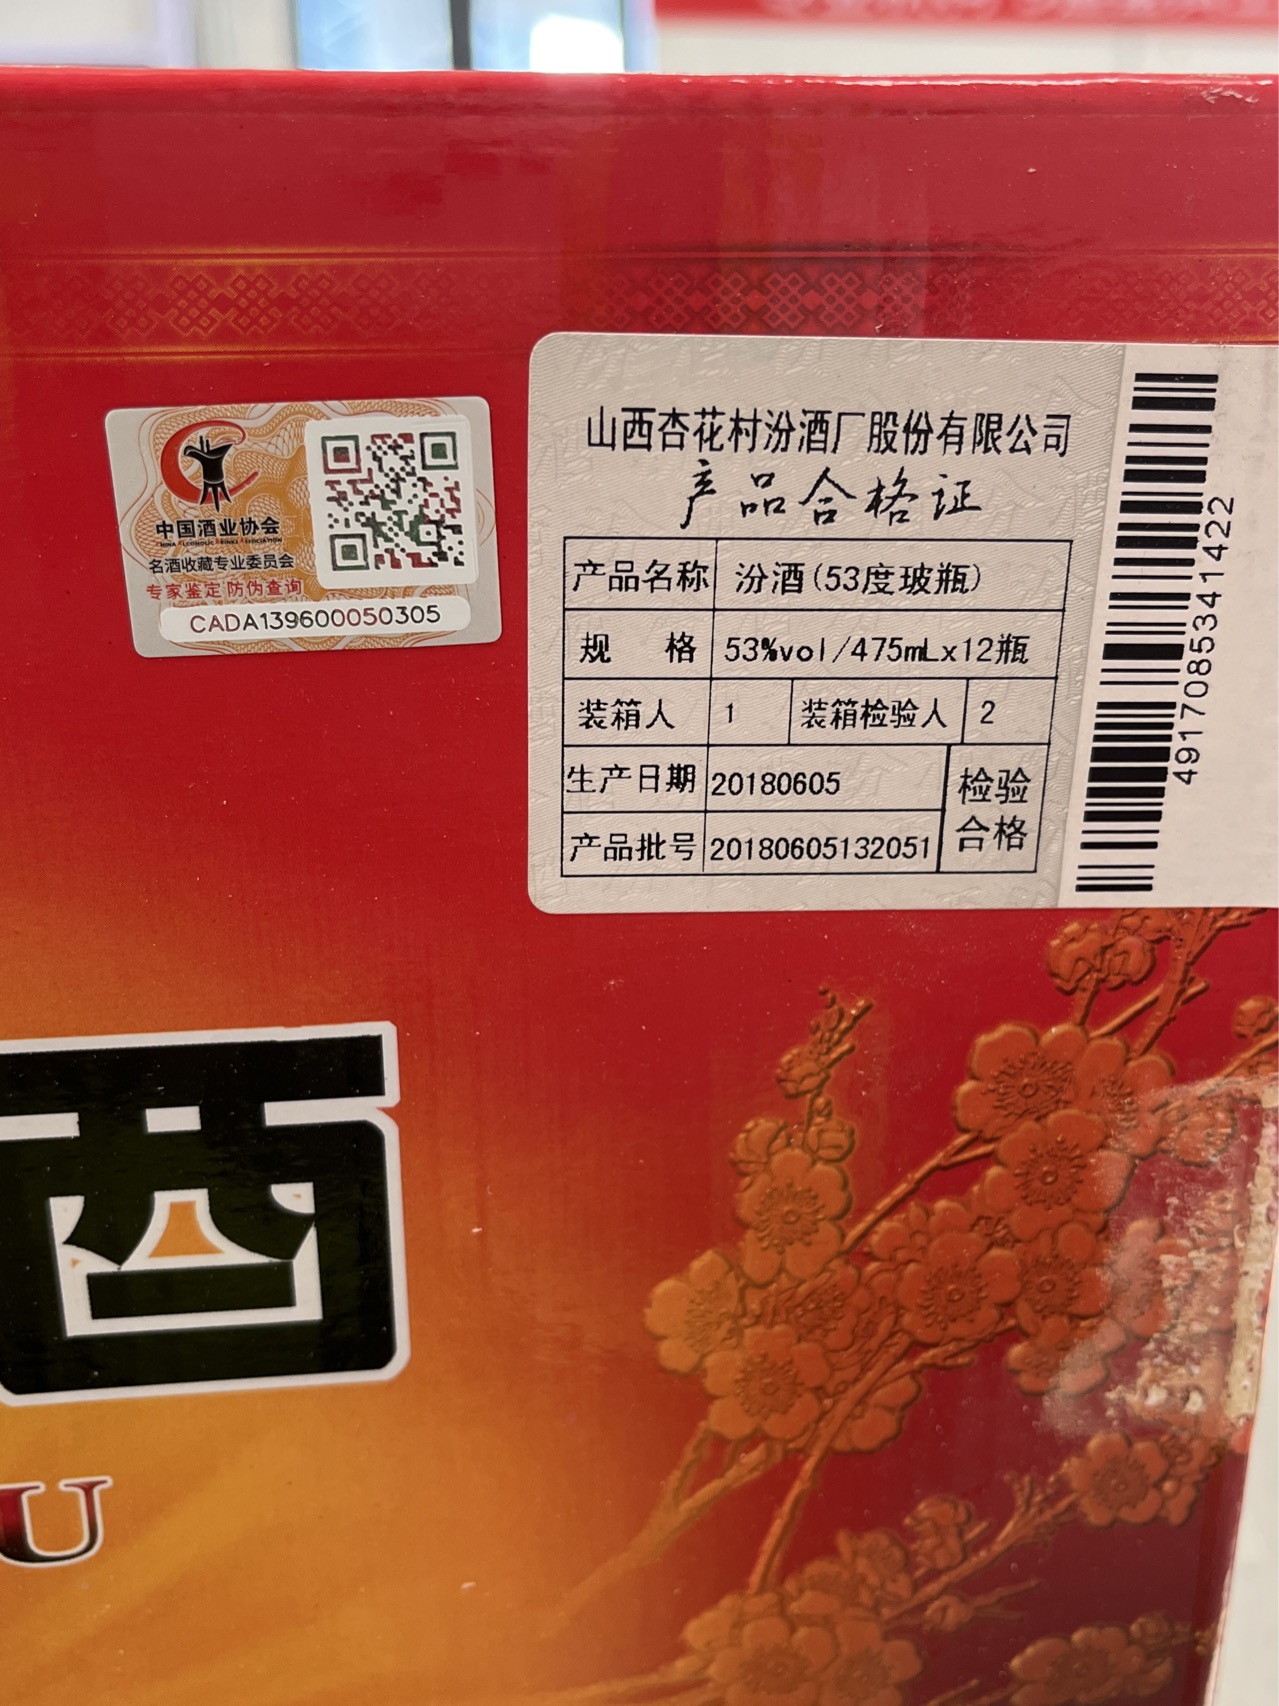 中国酒业协会
名酒收藏专业委员会
专家鉴定 防伪查询
CADA139600050305
山西杏花村汾酒厂股份有限公司
产品合格证
产品名称 汾酒(53度玻瓶)
规 格 53%vol/475mLx12瓶
装箱人 1 装箱检验人 2
生产日期 20180605
检验合格
产品批号 20180605132051
4917085341422
酒
U